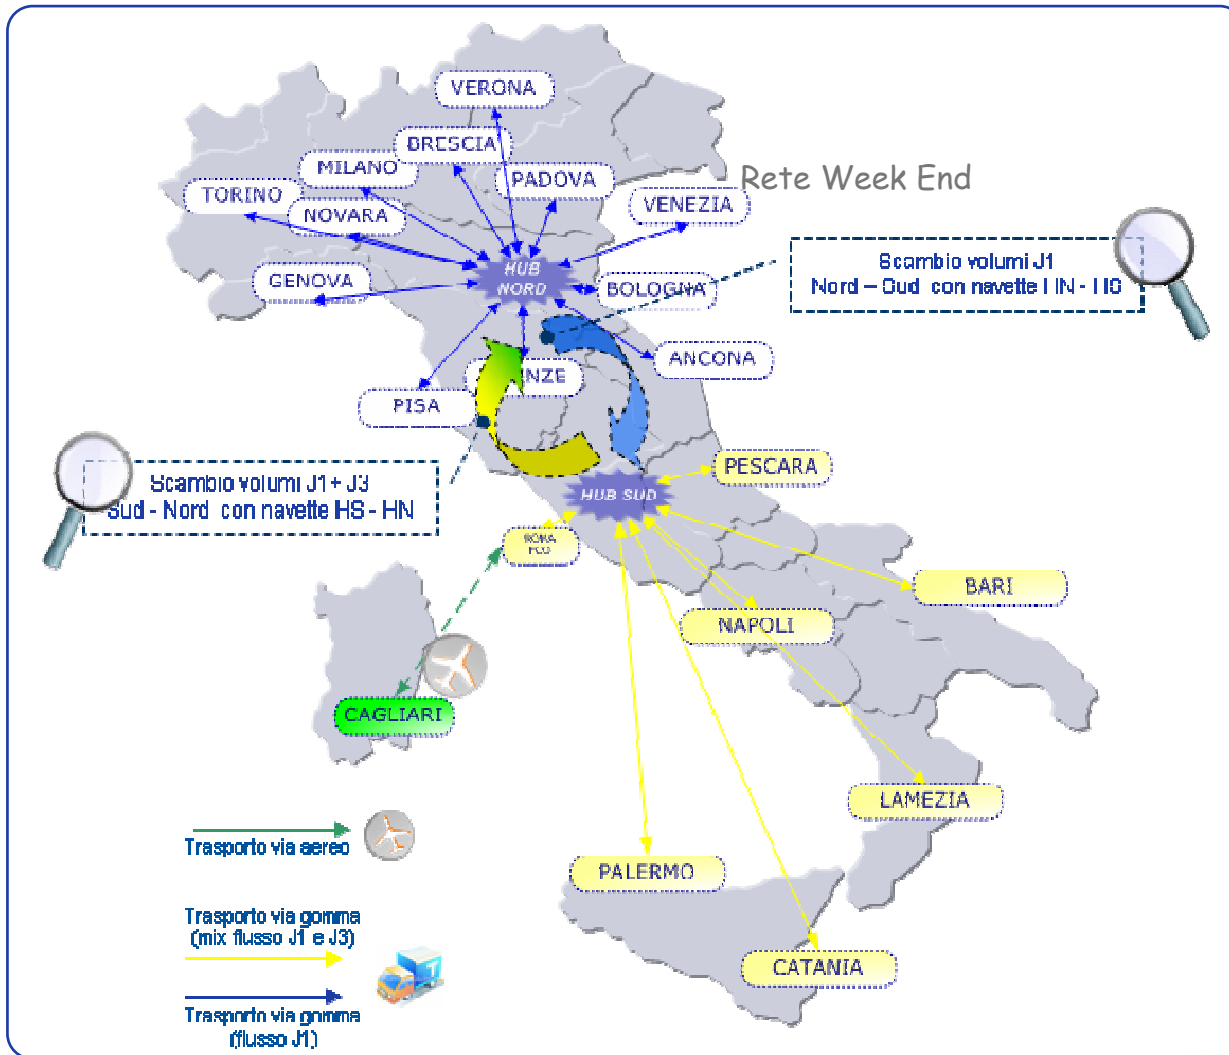 VERONA
BRESCIA
MILANO
PADOVA
Rete Week End
TORINO
NOVARA
VENEZIA
GENOVA
HUB
NORD
BOLOGNA
Scambio volumi J1
Nord – Sud con navette HN - HS
ANCONA
NZE
PISA
PESCARA
Scambio volumi J1+ J3
Sud - Nord con navette HS - HN
HUB SUD
ROMA
FCO
BARI
NAPOLI
CAGLIARI
LAMEZIA
Trasporto via aereo
PALERMO
Trasporto via gomma
(mix flusso J1 e J3)
CATANIA
T
Trasporto via gomma
(flusso J1)